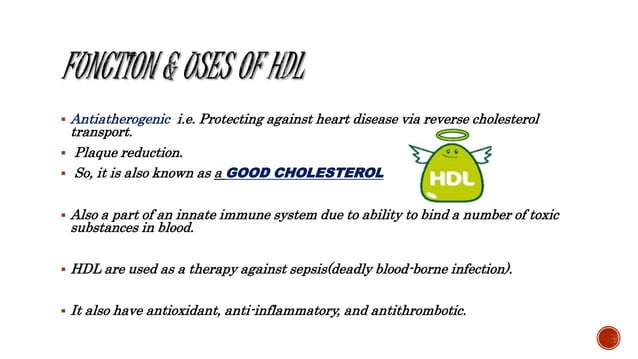 FUNCTION & USES OF HDL
▪ Antiatherogenic i.e. Protecting against heart disease via reverse cholesterol
transport.
▪ Plaque reduction.
▪ So, it is also known as a GOOD CHOLESTEROL
HDL
▪ Also a part of an innate immune system due to ability to bind a number of toxic
substances in blood.
▪ HDL are used as a therapy against sepsis(deadly blood-borne infection).
▪ It also have antioxidant, anti-inflammatory, and antithrombotic.